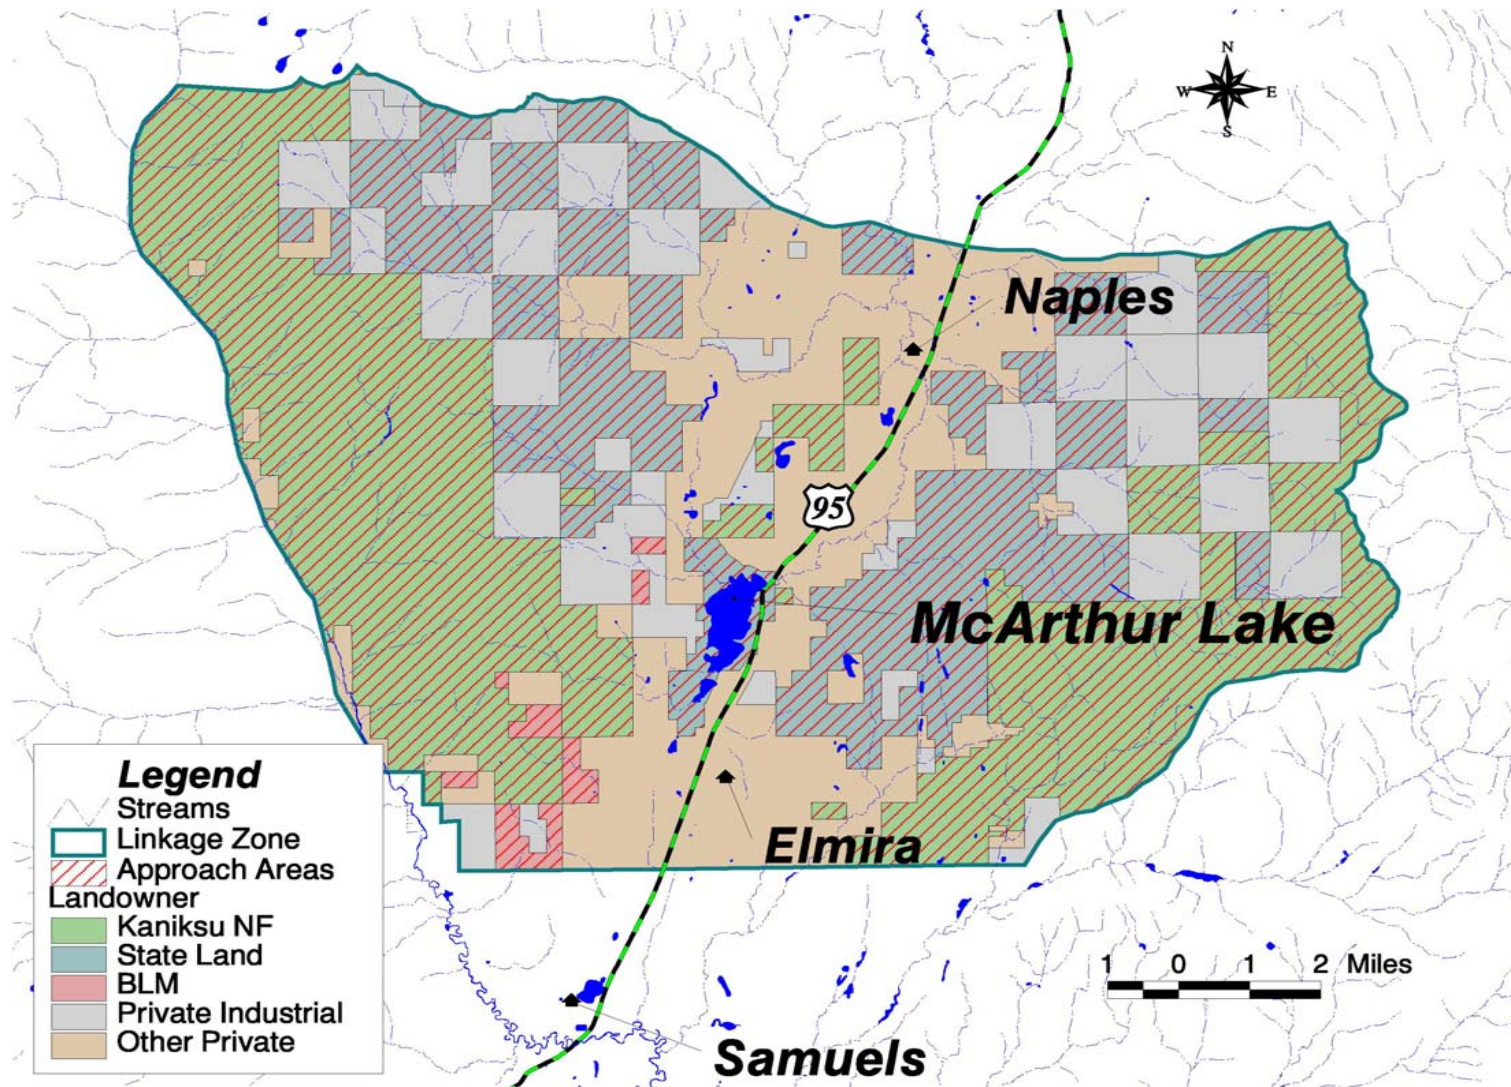 N
W E
S
Naples
95
McArthur Lake
Elmira
Samuels
Legend
Streams
Linkage Zone
Approach Areas
Landowner
Kaniksu NF
State Land
BLM
Private Industrial
Other Private
1 0 1 2 Miles